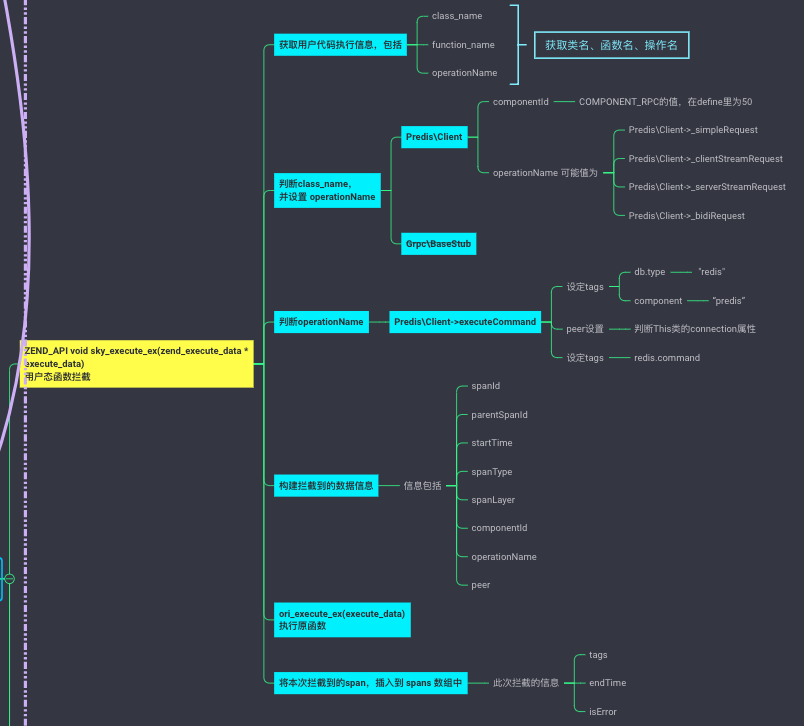 ZEND_API void sky_execute_ex(zend_execute_data *
execute_data)
用户态函数拦截
获取用户代码执行信息，包括
class_name
function_name
operationName
获取类名、函数名、操作名
判断class_name，
并设置 operationName
Predis\Client
componentId
COMPONENT_RPC的值，在define里为50
operationName 可能值为
Predis\Client->_simpleRequest
Predis\Client->_clientStreamRequest
Predis\Client->_serverStreamRequest
Predis\Client->_bidiRequest
Grpc\BaseStub
判断operationName
Predis\Client->executeCommand
设定tags
db.type
"redis"
component
"predis"
peer设置
判断This类的connection属性
设定tags
redis.command
构建拦截到的数据信息
信息包括
spanId
parentSpanId
startTime
spanType
spanLayer
componentId
operationName
peer
ori_execute_ex(execute_data)
执行原函数
将本次拦截到的span，插入到 spans 数组中
此次拦截的信息
tags
endTime
isError